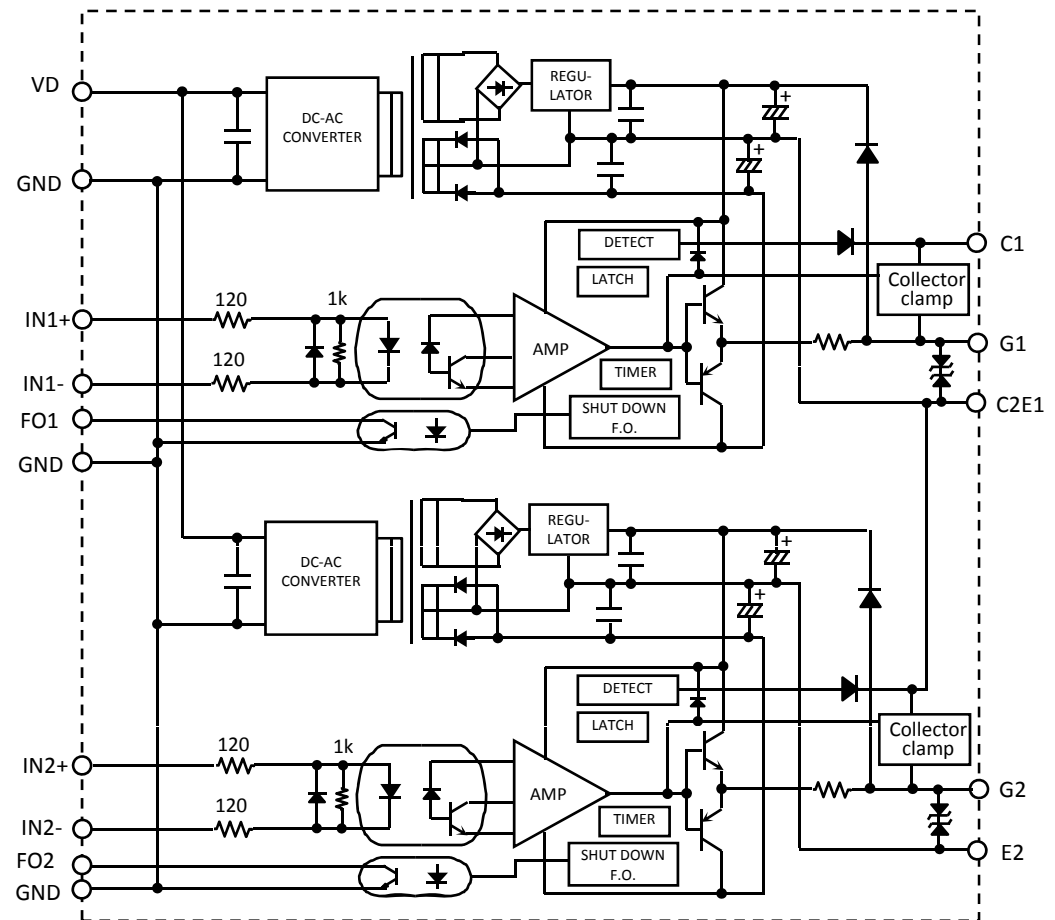 VD
REGU-
LATOR
DC-AC
CONVERTER
+
+
GND
DETECT
C1
LATCH
Collector
clamp
IN1+
120
1k
AMP
G1
120
TIMER
IN1-
C2E1
FO1
SHUT DOWN
F.O.
GND
REGU-
LATOR
DC-AC
CONVERTER
+
+
DETECT
LATCH
Collector
clamp
IN2+
120
1k
AMP
G2
120
TIMER
IN2-
E2
FO2
SHUT DOWN
F.O.
GND